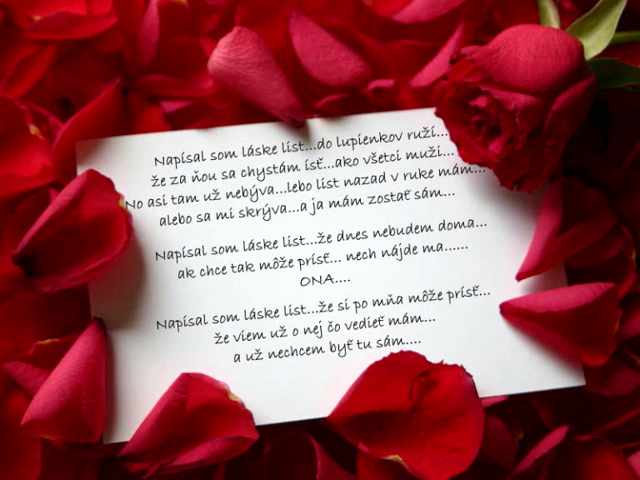 Napísal som láske list...do lupienkov ruží...
že za ňou sa chystám ísť...ako všetci muži...
No asi tam už nebýva...lebo list nazad v ruke mám...
alebo sa mi skrýva...a ja mám zostať sám...
Napísal som láske list...že dnes nebudem doma...
ak chce tak môže prísť... nech nájde ma......
ONA....
Napísal som láske list...že si po mňa môže prísť...
že viem už o nej čo vedieť mám...
a už nechcem byť tu sám....